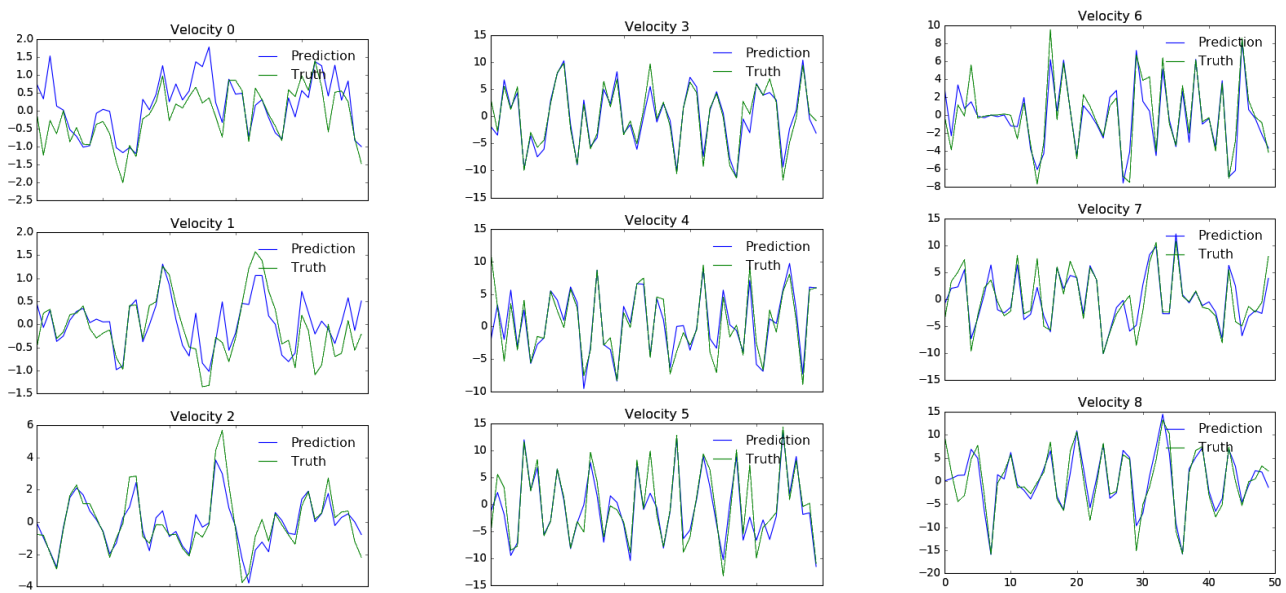 Velocity 0
2.0
1.5
1.0
0.5
0.0
−0.5
−1.0
−1.5
−2.0
−2.5
Prediction
Truth
Velocity 1
2.0
1.5
1.0
0.5
0.0
−0.5
−1.0
−1.5
Prediction
Truth
Velocity 2
6
4
2
0
−2
−4
Prediction
Truth
Velocity 3
15
10
5
0
−5
−10
−15
Prediction
Truth
Velocity 4
15
10
5
0
−5
−10
Prediction
Truth
Velocity 5
15
10
5
0
−5
−10
−15
Prediction
Truth
Velocity 6
10
8
6
4
2
0
−2
−4
−6
−8
Prediction
Truth
Velocity 7
15
10
5
0
−5
−10
−15
Prediction
Truth
Velocity 8
15
10
5
0
−5
−10
−15
−20
Prediction
Truth
0 10 20 30 40 50